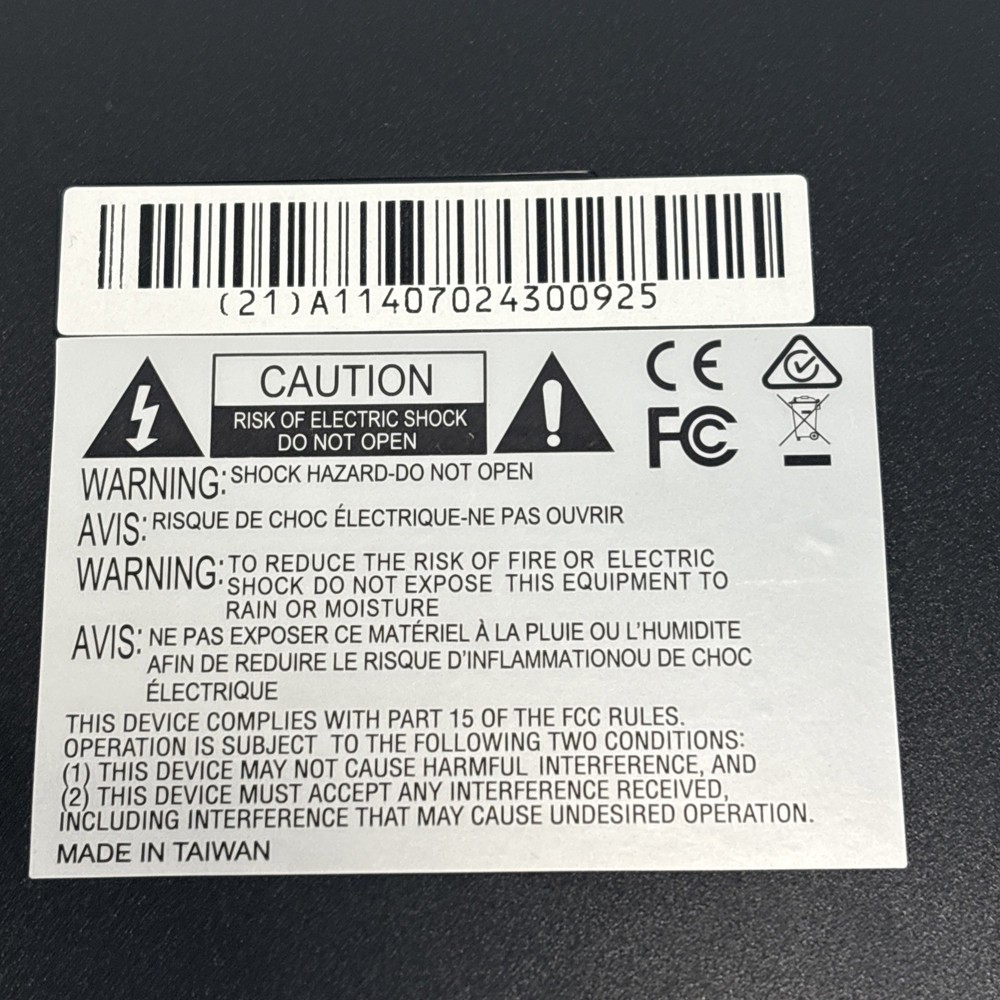 (21)A11407024300925
CAUTION
RISK OF ELECTRIC SHOCK
DO NOT OPEN
CE
FC
WARNING: SHOCK HAZARD-DO NOT OPEN
AVIS: RISQUE DE CHOC ÉLECTRIQUE-NE PAS OUVRIR
WARNING: TO REDUCE THE RISK OF FIRE OR ELECTRIC
SHOCK DO NOT EXPOSE THIS EQUIPMENT TO
RAIN OR MOISTURE
AVIS: NE PAS EXPOSER CE MATÉRIEL À LA PLUIE OU L'HUMIDITE
AFIN DE REDUIRE LE RISQUE D'INFLAMMATIONOU DE CHOC
ÉLECTRIQUE
THIS DEVICE COMPLIES WITH PART 15 OF THE FCC RULES.
OPERATION IS SUBJECT TO THE FOLLOWING TWO CONDITIONS:
(1) THIS DEVICE MAY NOT CAUSE HARMFUL INTERFERENCE, AND
(2) THIS DEVICE MUST ACCEPT ANY INTERFERENCE RECEIVED,
INCLUDING INTERFERENCE THAT MAY CAUSE UNDESIRED OPERATION.
MADE IN TAIWAN